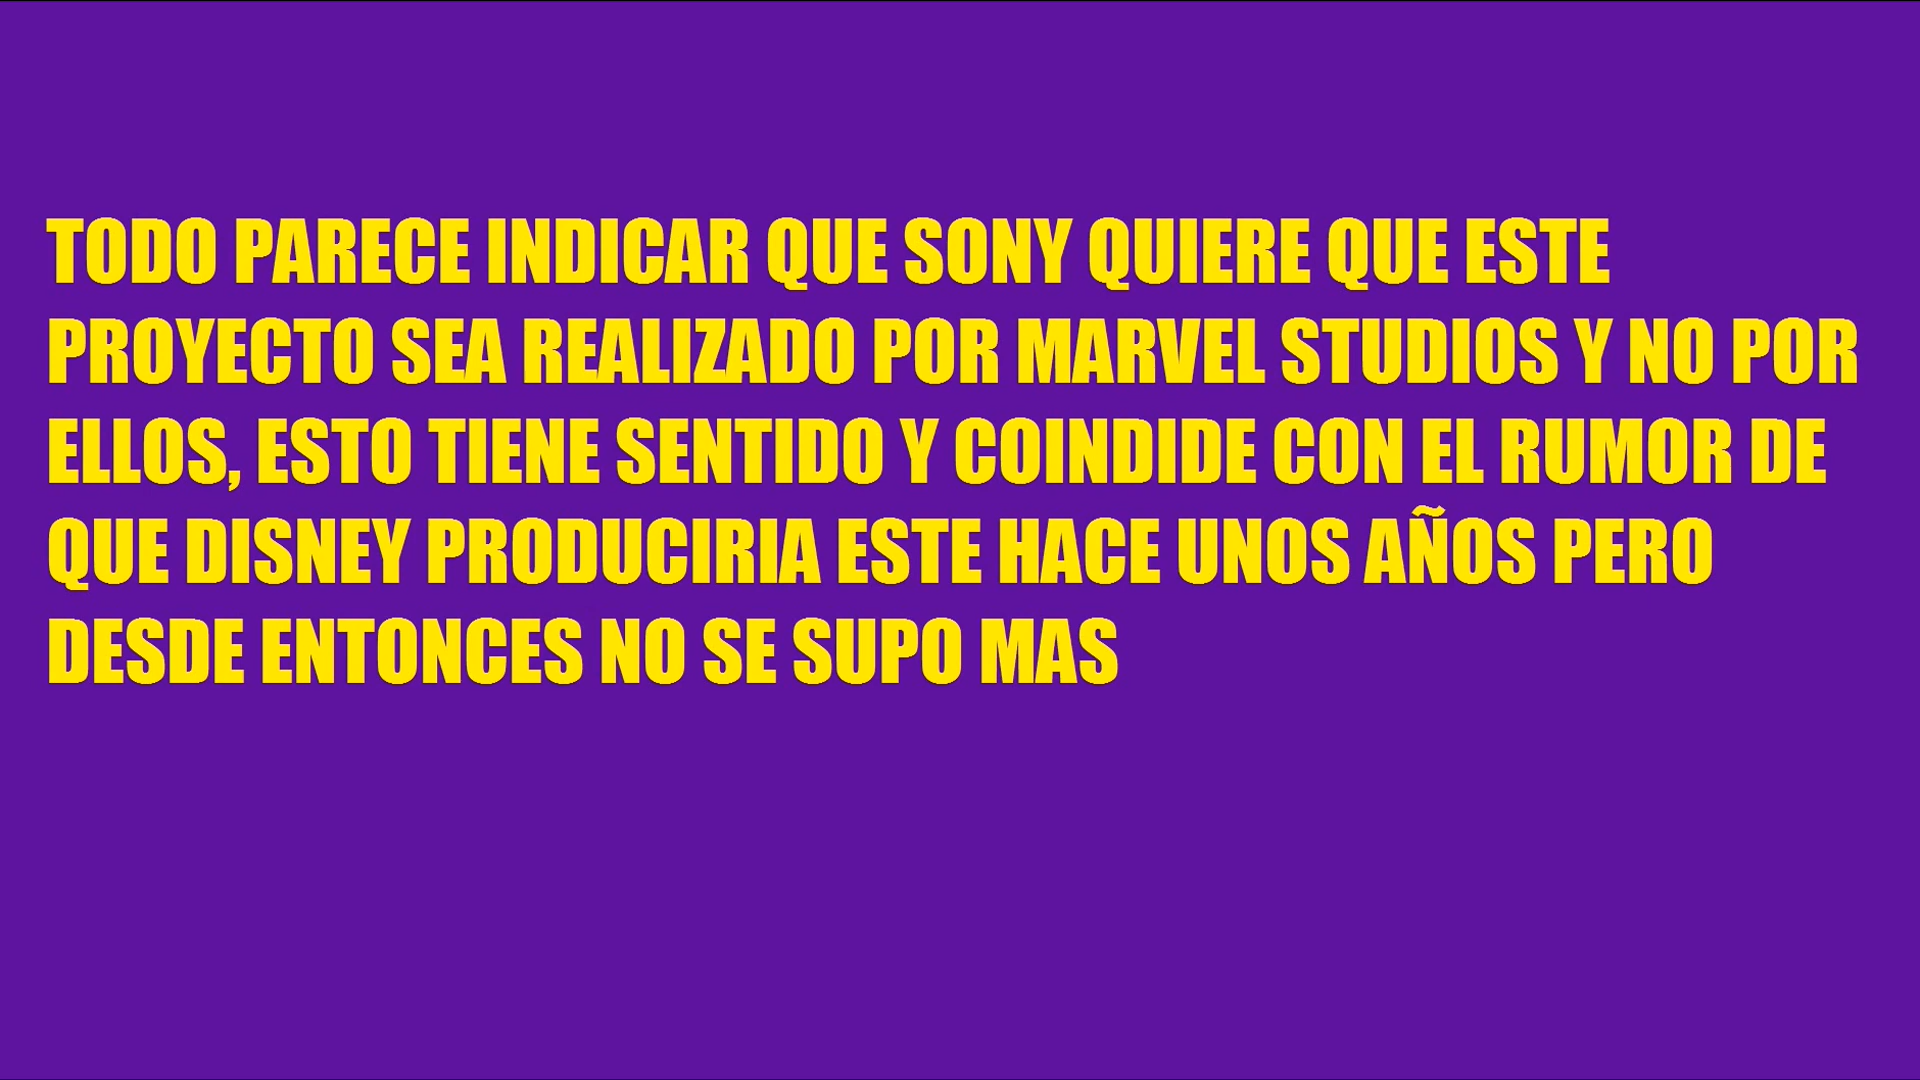 TODO PARECE INDICAR QUE SONY QUIERE QUE ESTE
PROYECTO SEA REALIZADO POR MARVEL STUDIOS Y NO POR
ELLOS, ESTO TIENE SENTIDO Y COINDIDE CON EL RUMOR DE
QUE DISNEY PRODUCIRIA ESTE HACE UNOS AÑOS PERO
DESDE ENTONCES NO SE SUPO MAS